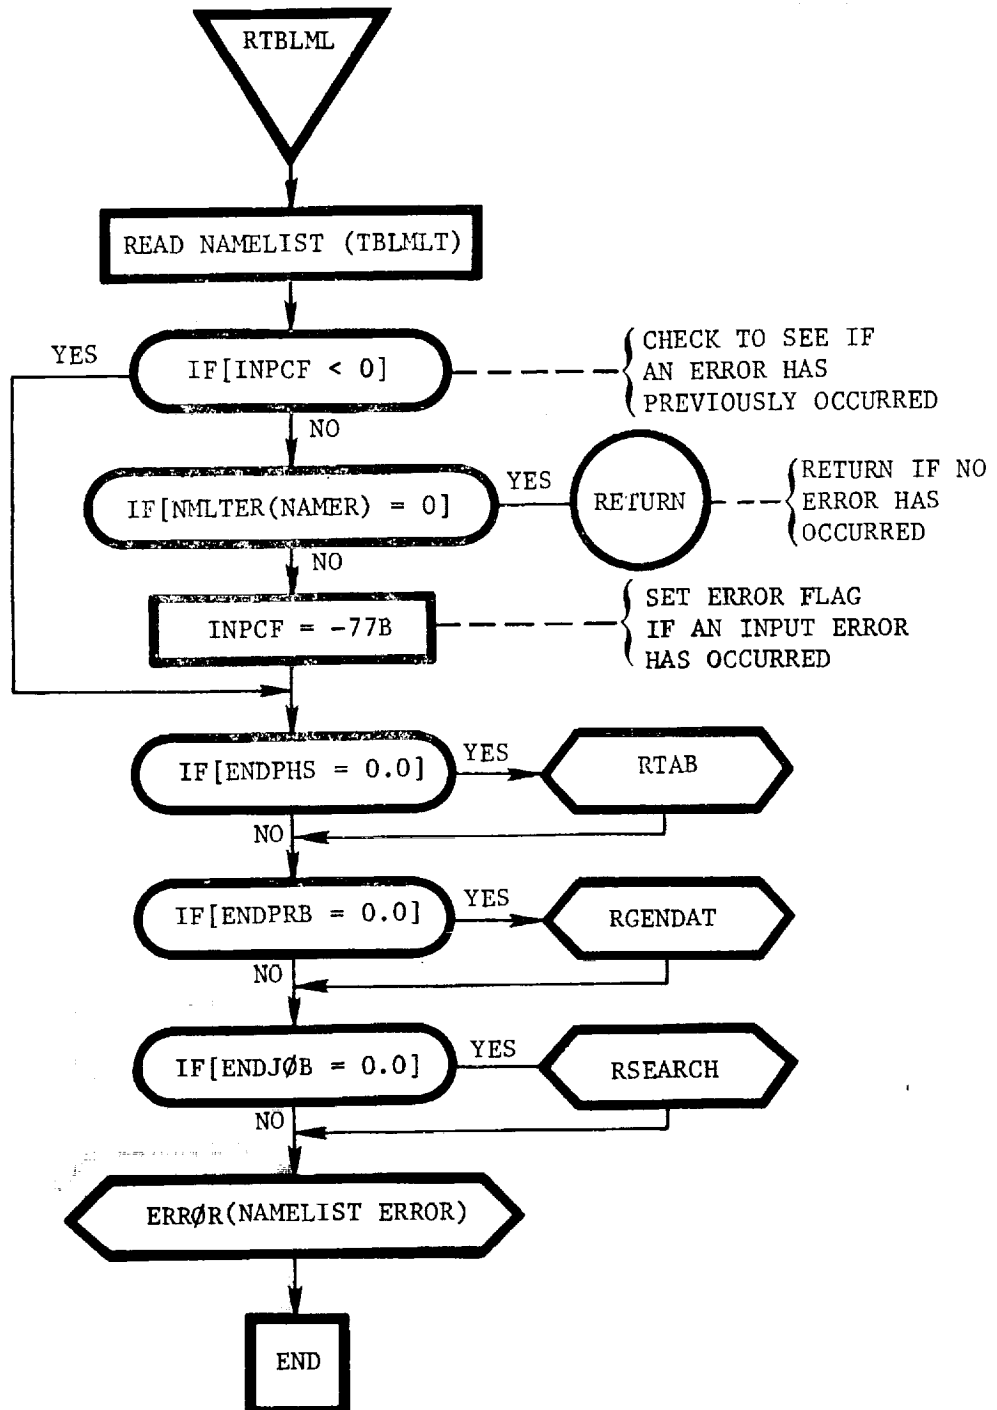 RTBLML
READ NAMELIST (TBLMLT)
YES
IF[INPCF < 0]
CHECK TO SEE IF
AN ERROR HAS
PREVIOUSLY OCCURRED
NO
IF[NMLTER(NAMER) = 0]
YES
RETURN
RETURN IF NO
ERROR HAS
OCCURRED
NO
INPCF = -77B
SET ERROR FLAG
IF AN INPUT ERROR
HAS OCCURRED
IF[ENDPHS = 0.0]
YES
RTAB
NO
IF[ENDPRB = 0.0]
YES
RGENDAT
NO
IF[ENDJØB = 0.0]
YES
RSEARCH
NO
ERRØR(NAMELIST ERROR)
END